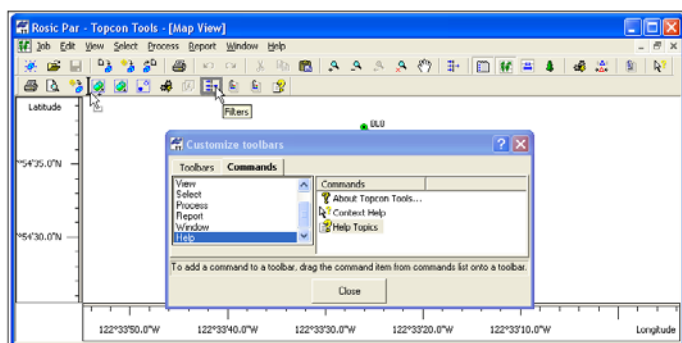 Rosic Par - Topcon Tools - [Map View]
Job Edit View Select Process Report Window Help
Latitude
Filters
BLU
Customize toolbars
Toolbars Commands
View
Select
Process
Report
Window
Help
Commands
About Topcon Tools...
Context Help
Help Topics
To add a command to a toolbar, drag the command item from commands list onto a toolbar.
Close
°54'35.0"N
°54'30.0"N
122°33'50.0"W 122°33'40.0"W 122°33'30.0"W 122°33'20.0"W 122°33'10.0"W Longitude